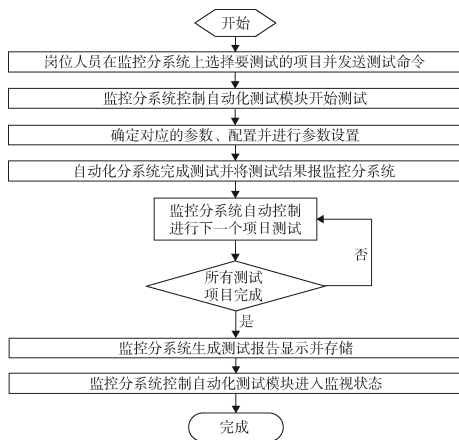 开始
岗位人员在监控分系统上选择要测试的项目并发送测试命令
监控分系统控制自动化测试模块开始测试
确定对应的参数、配置并进行参数设置
自动化分系统完成测试并将测试结果报监控分系统
监控分系统自动控制
进行下一个项日测试
否
所有测试
项目完成
是
监控分系统生成测试报告显示并存储
监控分系统控制自动化测试模块进入监视状态
完成